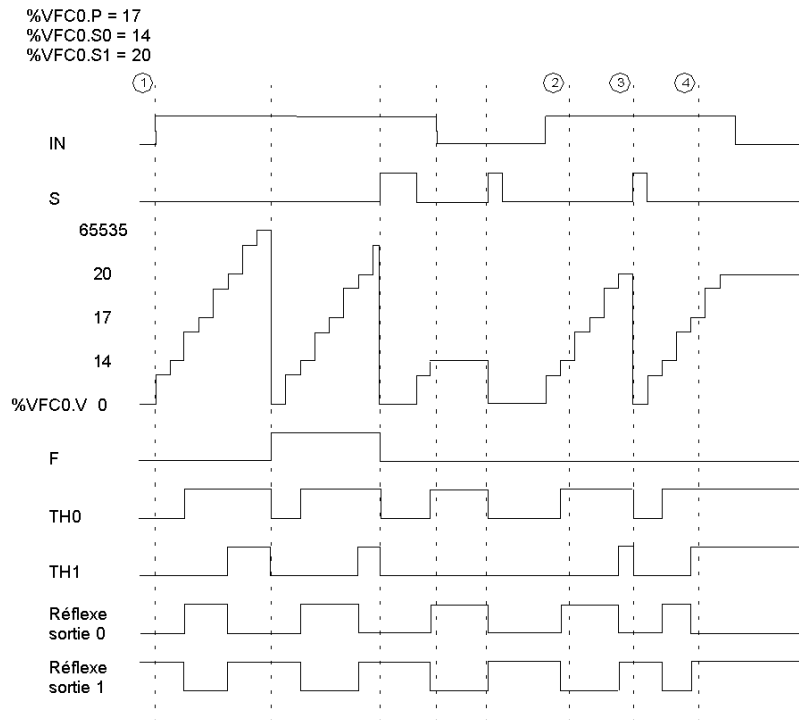 %VFC0.P = 17
%VFC0.S0 = 14
%VFC0.S1 = 20
1 2 3 4
IN
S
65535
20
17
14
%VFC0.V 0
F
TH0
TH1
Réflexe
sortie 0
Réflexe
sortie 1